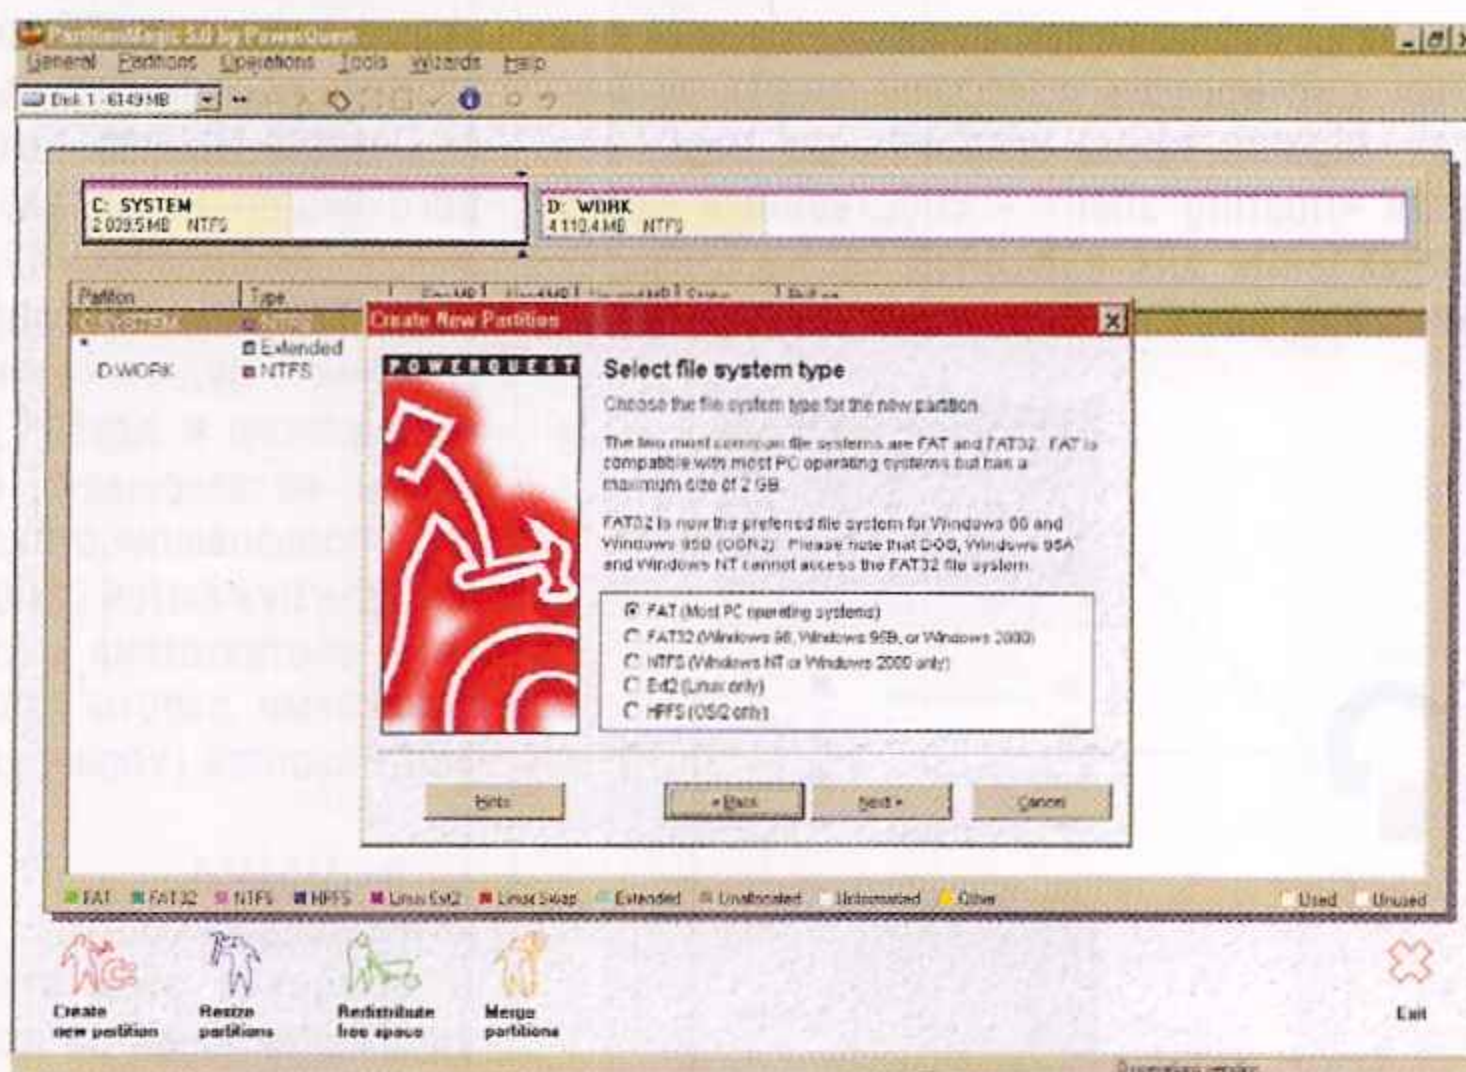 PartitionMagic 5.0 by PowerQuest
General Partitions Operations Tools Wizards Help
Disk 1 - 6149 MB
C: SYSTEM
2 039.5 MB NTFS
D: WORK
4 110.4 MB NTFS
Partition Type
C:SYSTEM NTFS
* Extended
D:WORK NTFS
Create New Partition
POWERQUEST
Select file system type
Choose the file system type for the new partition
The two most common file systems are FAT and FAT32. FAT is
compatible with most PC operating systems but has a
maximum size of 2 GB.
FAT32 is now the preferred file system for Windows 98 and
Windows 95B (OSR2). Please note that DOS, Windows 95A
and Windows NT cannot access the FAT32 file system.
FAT (Most PC operating systems)
FAT32 (Windows 98, Windows 95B, or Windows 2000)
NTFS (Windows NT or Windows 2000 only)
Ext2 (Linux only)
HPFS (OS/2 only)
Hints
< Back
Next >
Cancel
FAT FAT32 NTFS HPFS Linux Ext2 Linux Swap Extended Unallocated Unformatted Other Used Unused
Create
new partition
Resize
partitions
Redistribute
free space
Merge
partitions
Exit